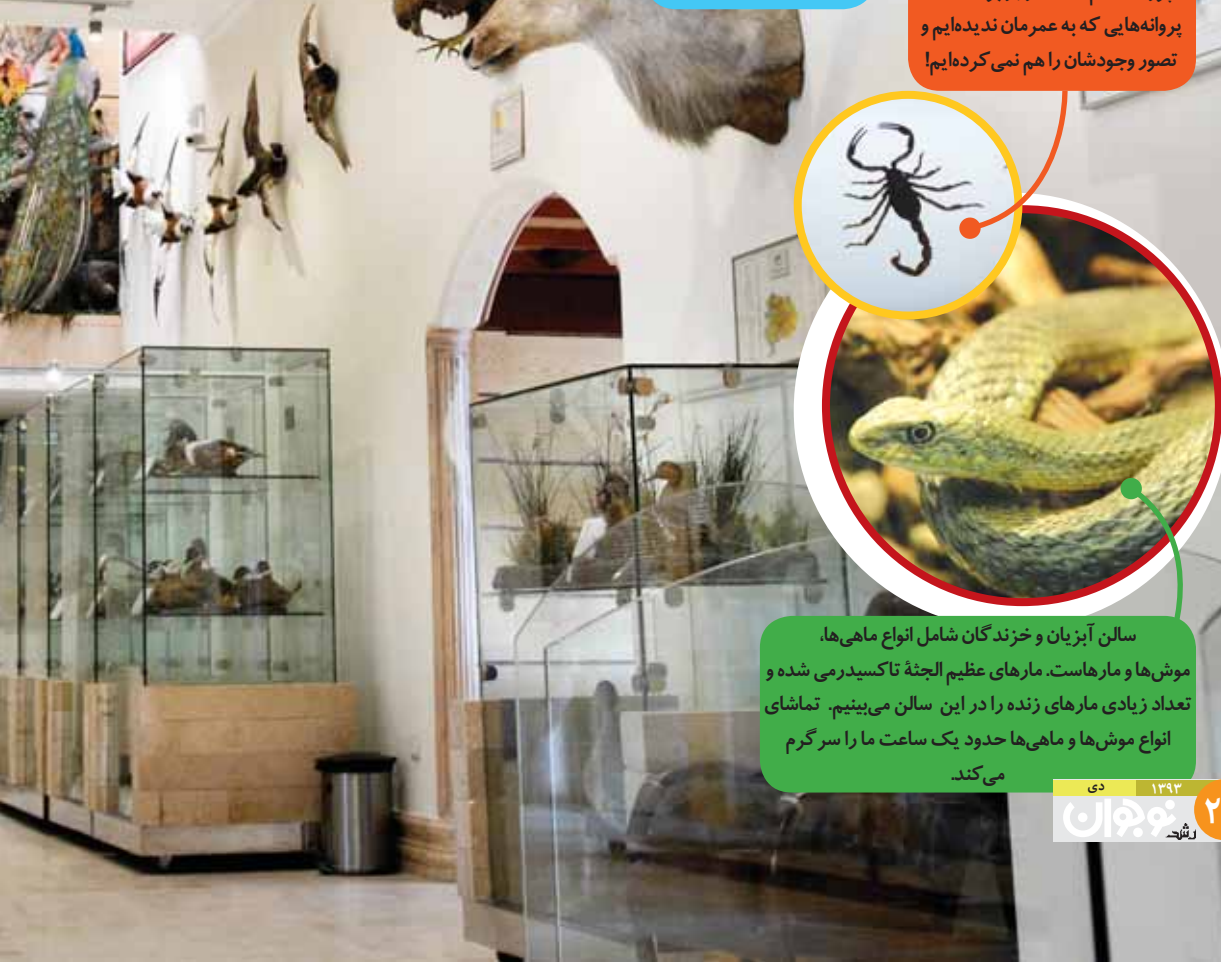 پروانه‌هایی که به عمرمان ندیده‌ایم و
تصور وجودشان را هم نمی‌کرده‌ایم!
سالن آبزیان و خزندگان شامل انواع ماهی‌ها،
موش‌ها و مارهاست. مارهای عظیم الجثۀ تاکسیدرمی شده و
تعداد زیادی مارهای زنده را در این سالن می‌بینیم. تماشای
انواع موش‌ها و ماهی‌ها حدود یک ساعت ما را سرگرم
می‌کند.
۱۳۹۳ دی
رشد نوجوان
۲